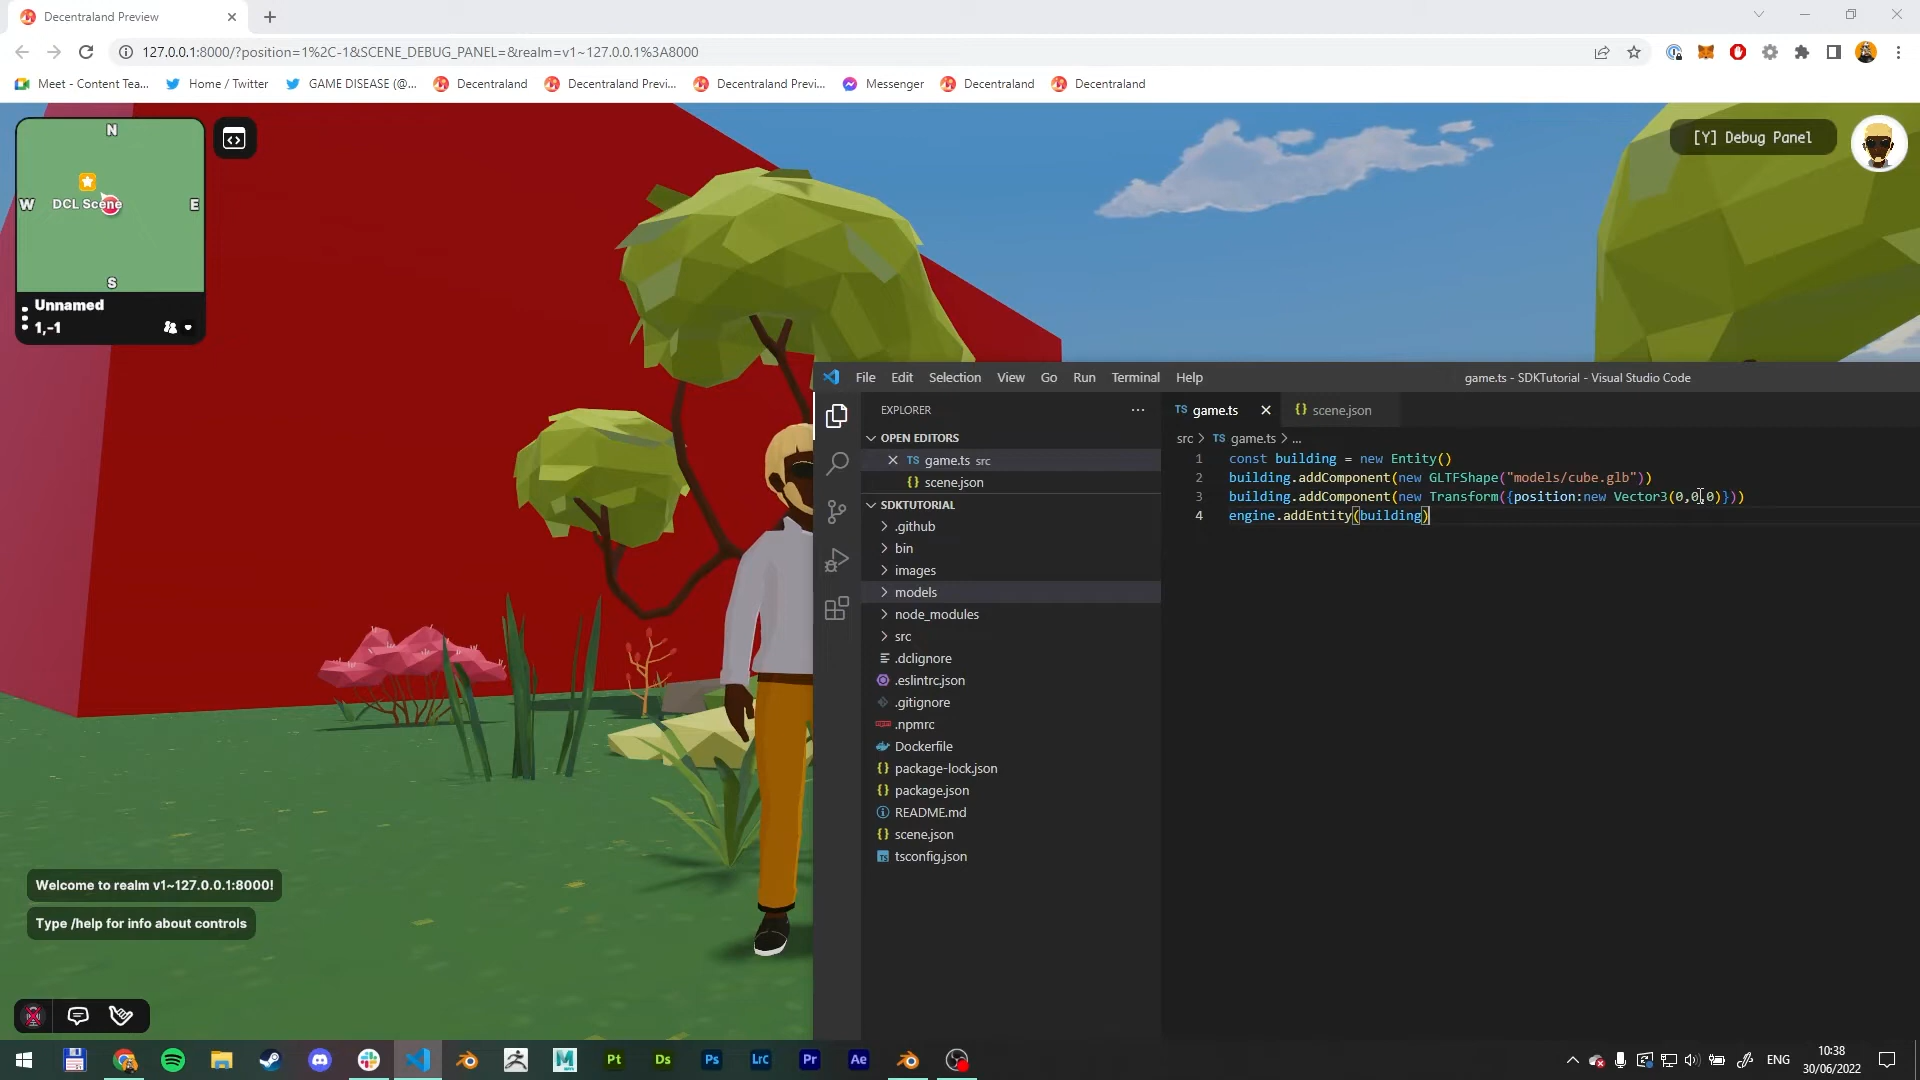 Decentraland Preview
127.0.0.1:8000/?position=1%2C-1&SCENE_DEBUG_PANEL=&realm=v1~127.0.0.1%3A8000
Meet - Content Tea... Home / Twitter GAME DISEASE (@... Decentraland Decentraland Previ... Decentraland Previ... Messenger Decentraland Decentraland
N
[Y] Debug Panel
W DCL Scene E
S
Unnamed
1,-1
File Edit Selection View Go Run Terminal Help game.ts - SDKTutorial - Visual Studio Code
EXPLORER
TS game.ts
{} scene.json
OPEN EDITORS
TS game.ts src
{} scene.json
SDKTUTORIAL
.github
bin
images
models
node_modules
src
.dclignore
.eslintrc.json
.gitignore
.npmrc
Dockerfile
{} package-lock.json
{} package.json
README.md
{} scene.json
TS tsconfig.json
src > TS game.ts > ...
1 const building = new Entity()
2 building.addComponent(new GLTFShape("models/cube.glb"))
3 building.addComponent(new Transform({position:new Vector3(0,0,0)}))
4 engine.addEntity(building)
Welcome to realm v1~127.0.0.1:8000!
Type /help for info about controls
Pt Ds Ps Lrc Pr Ae
ENG
10:38
30/06/2022